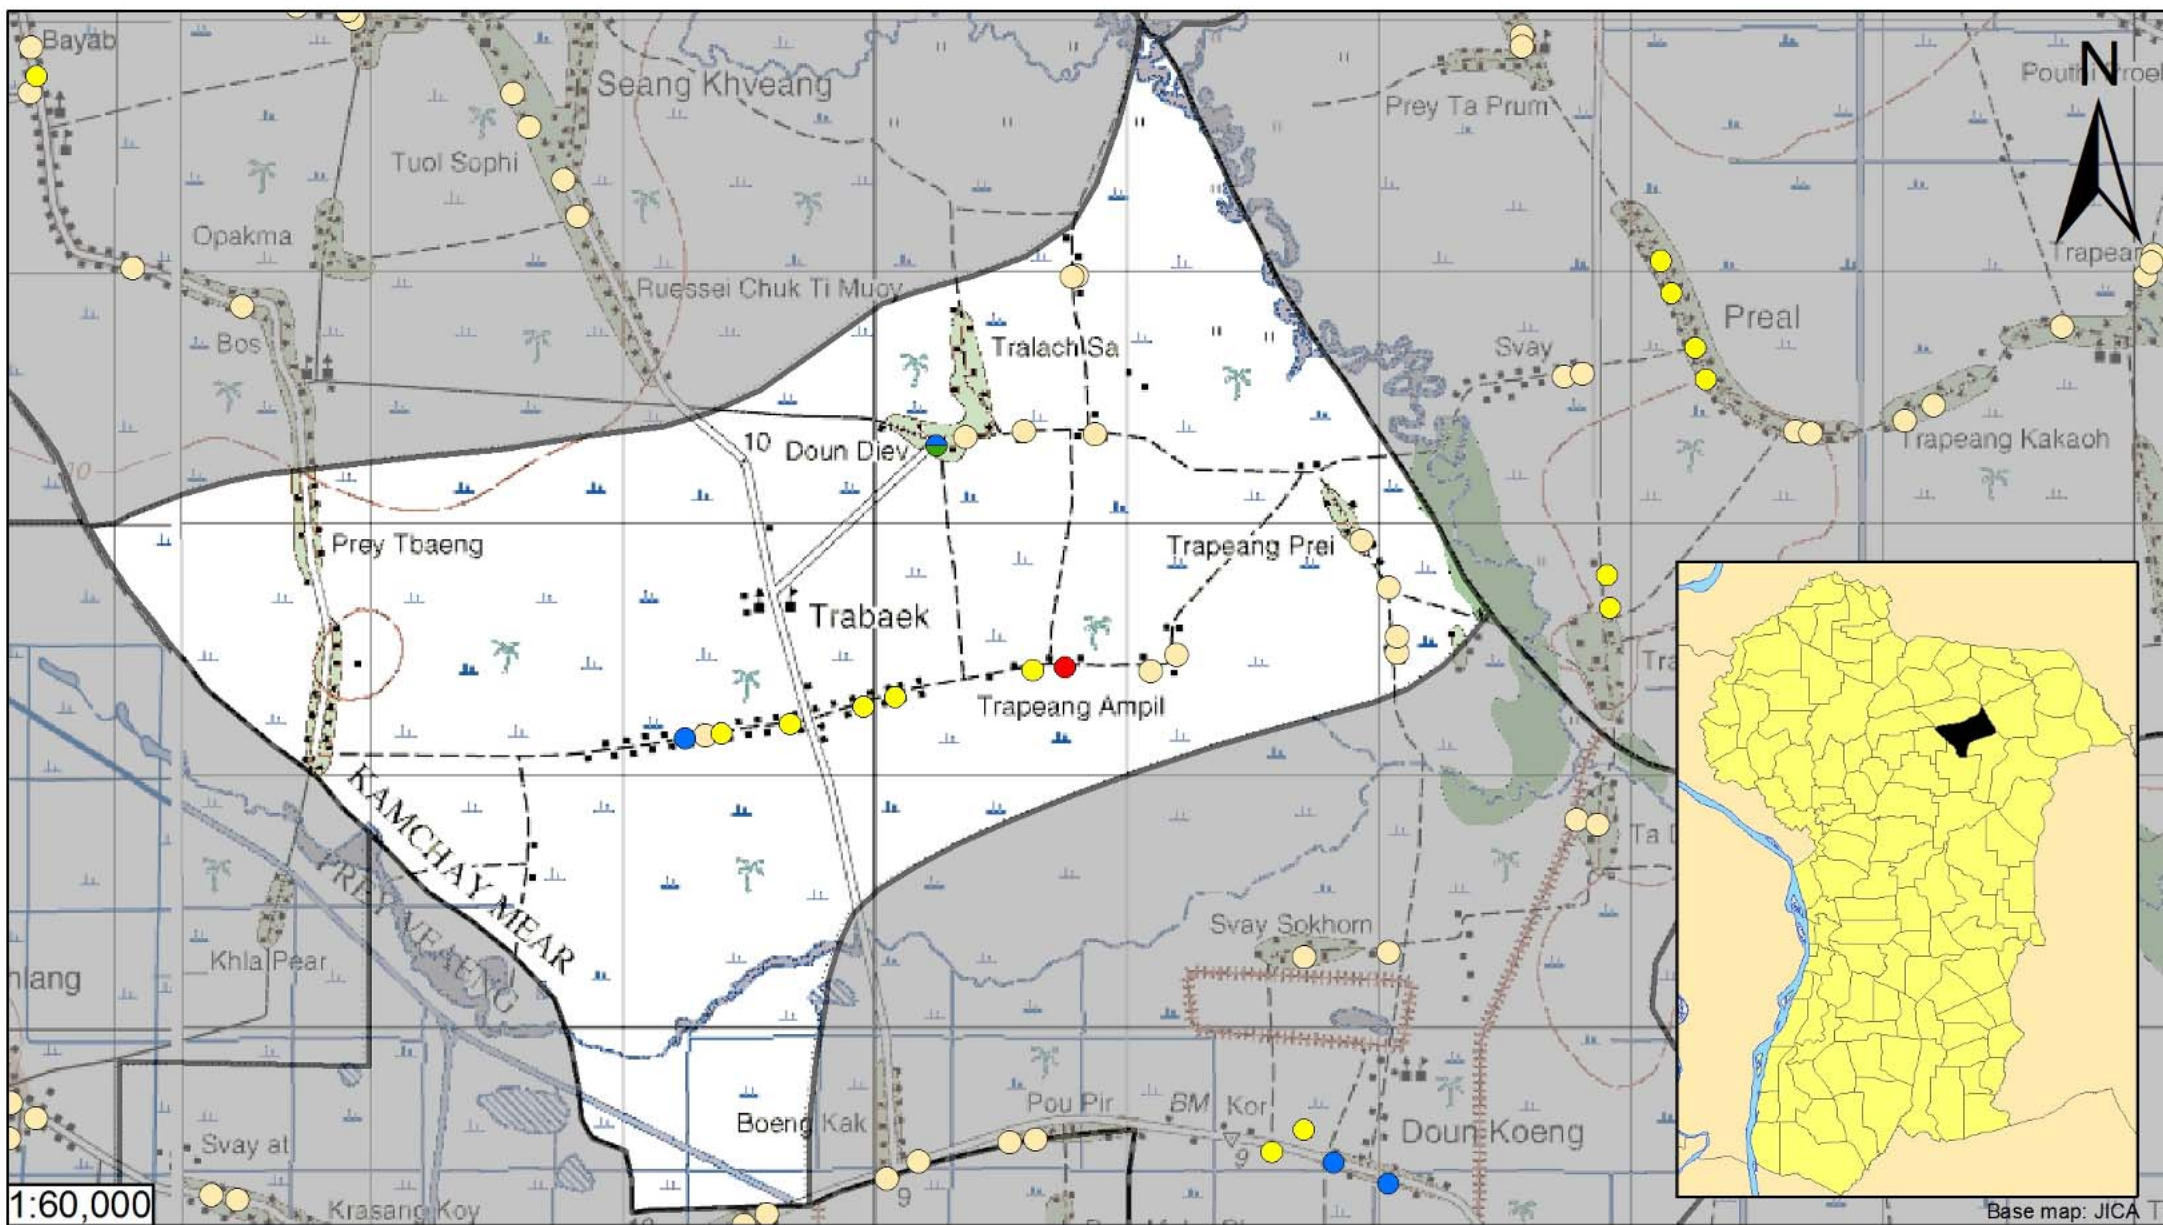 Bayab
Seang Khveang
N
Prey Ta Prum
Tuol Sophi
Opakma
Trapear
Ruessei Chuk Ti Muoy
Preal
Bos
Tralach Sa
Svay
10
Doun Diev
Trapeang Kakaoh
10
Prey Tbaeng
Trapeang Prei
Trabaek
Trapeang Ampil
KAMCHAY MEAR
PREY VEAENG
Svay Sokhom
Khla Pear
Boeng Kak
Pou Pir
BM
Kor
Doun Koeng
Svay at
9
9
1:60,000
Krasang Koy
Base map: JICA